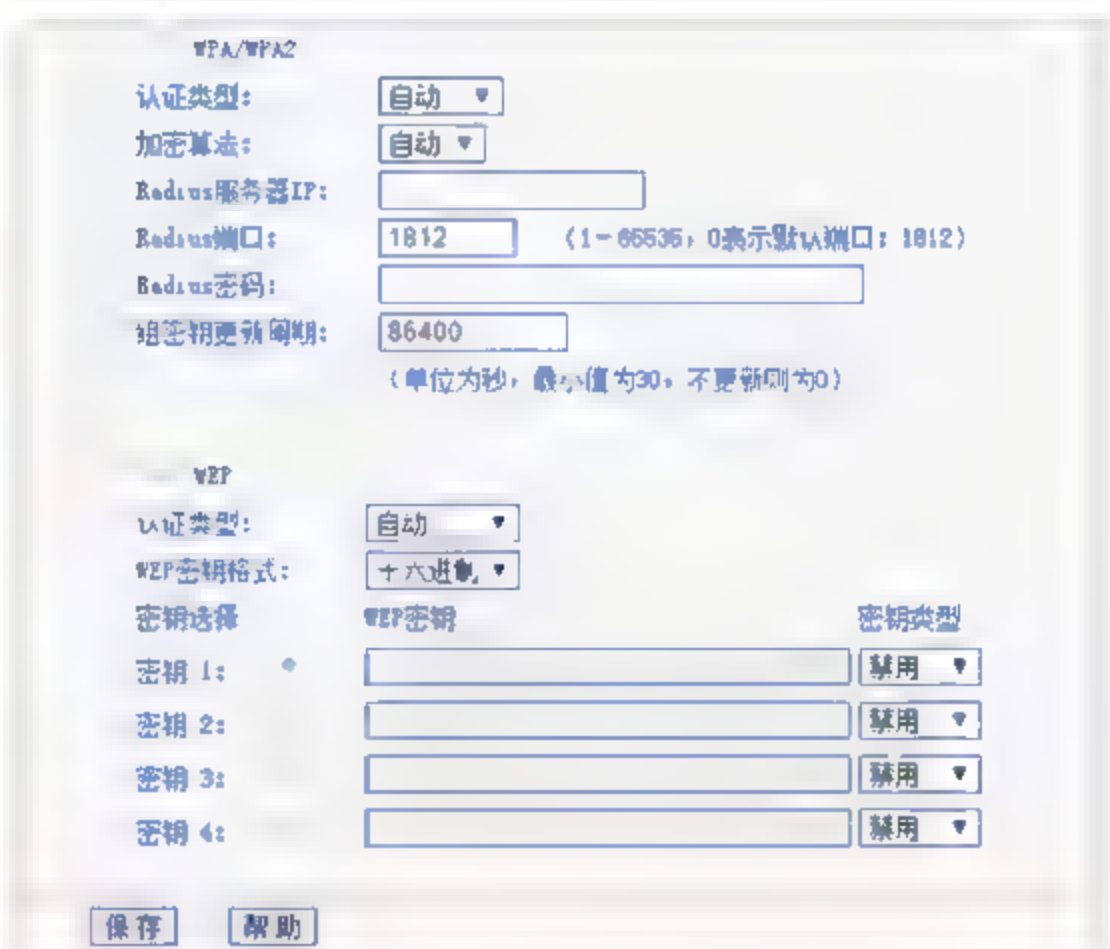 WPA/WPA2
认证类型: 自动
加密算法: 自动
Radius服务器IP:
Radius端口: 1812 (1-65535, 0表示默认端口: 1812)
Radius密码:
组密钥更新周期: 86400
(单位为秒, 最小值为30, 不更新则为0)
WEP
认证类型: 自动
WEP密钥格式: 十六进制
密钥选择 WEP密钥 密钥类型
密钥 1: 禁用
密钥 2: 禁用
密钥 3: 禁用
密钥 4: 禁用
保存 帮助